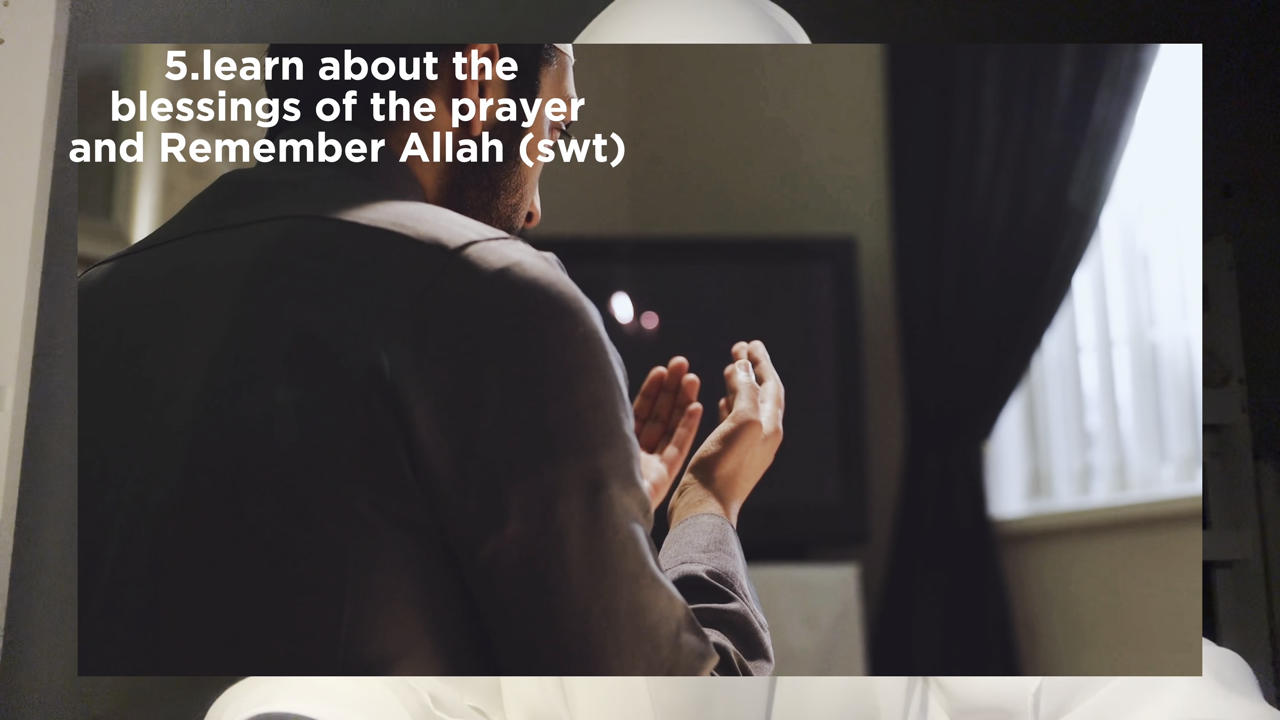 5.learn about the
blessings of the prayer
and Remember Allah (swt)